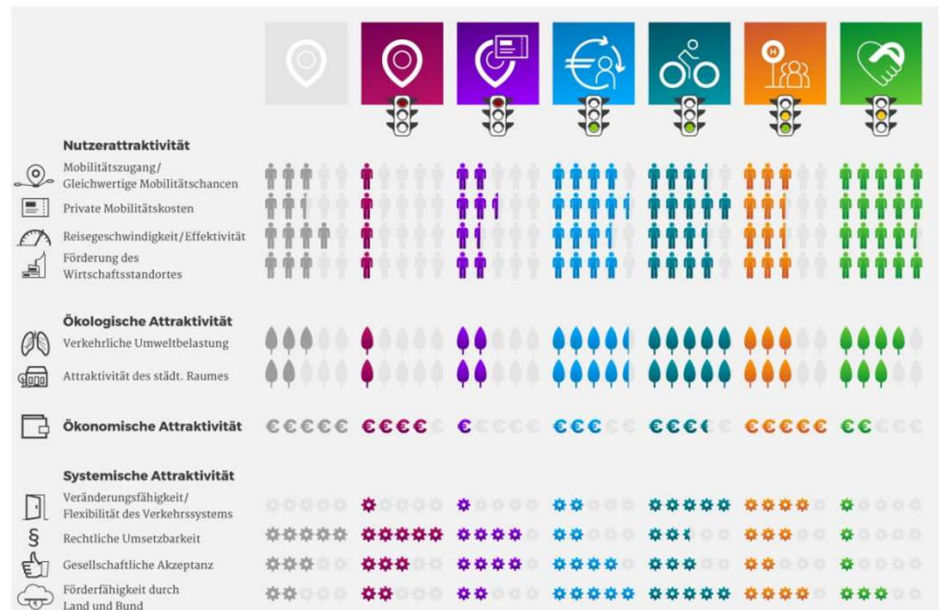 H
Nutzerattraktivität
Mobilitätszugang/
Gleichwertige Mobilitätschancen
Private Mobilitätskosten
Reisegeschwindigkeit/Effektivität
Förderung des
Wirtschaftsstandortes
Ökologische Attraktivität
Verkehrliche Umweltbelastung
Attraktivität des städt. Raumes
Ökonomische Attraktivität
Systemische Attraktivität
Veränderungsfähigkeit/
Flexibilität des Verkehrssystems
§ Rechtliche Umsetzbarkeit
Gesellschaftliche Akzeptanz
Förderfähigkeit durch
Land und Bund